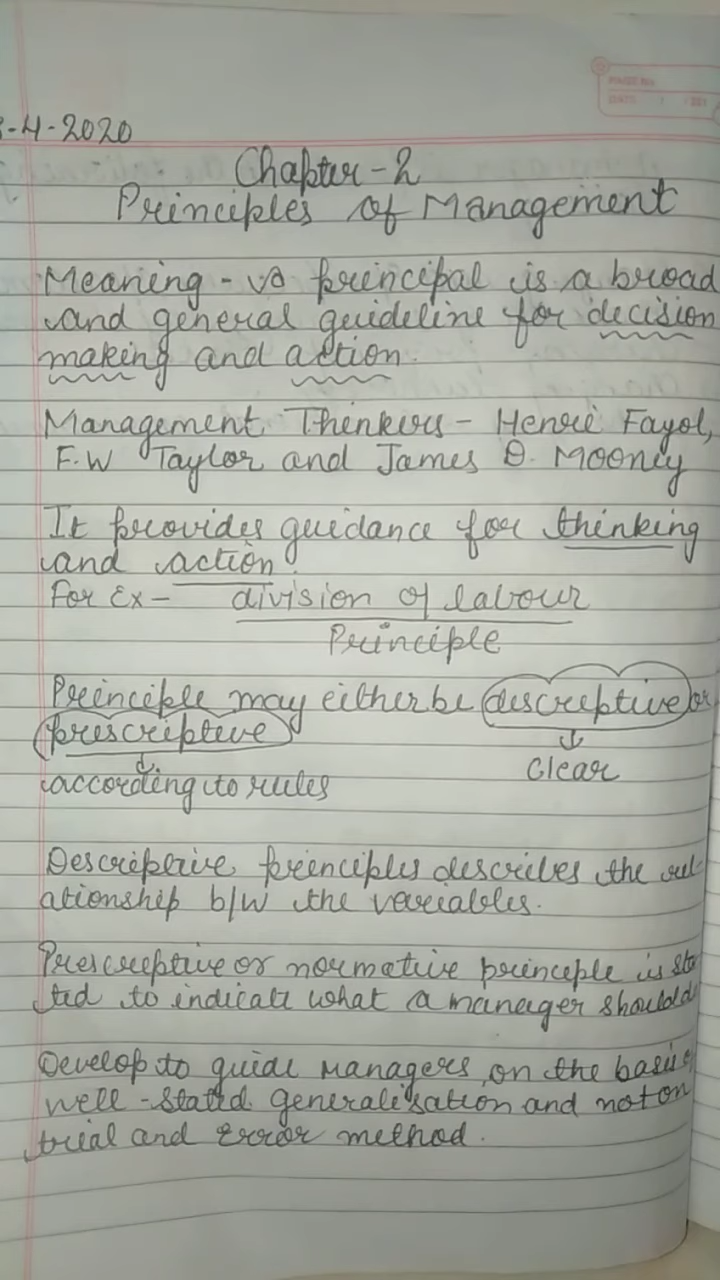 -4-2020
Chapter-2
Principles of Management
Meaning - A principal is a broad
and general guideline for decision
making and action.
Management Thinkers - Henri Fayol,
F.W Taylor and James D. Mooney
It provides guidance for thinking
and action.
For Ex- division of labour
Principle
Principle may either be descriptive or
prescriptive
Clear
according to rules
Descriptive principles describes the rel-
ationship b/w the variables.
Prescriptive or normative principle is sta
ted to indicate what a manager should d
Develop to guide managers, on the basis
well-stated generalisation and not on
trial and Error method.